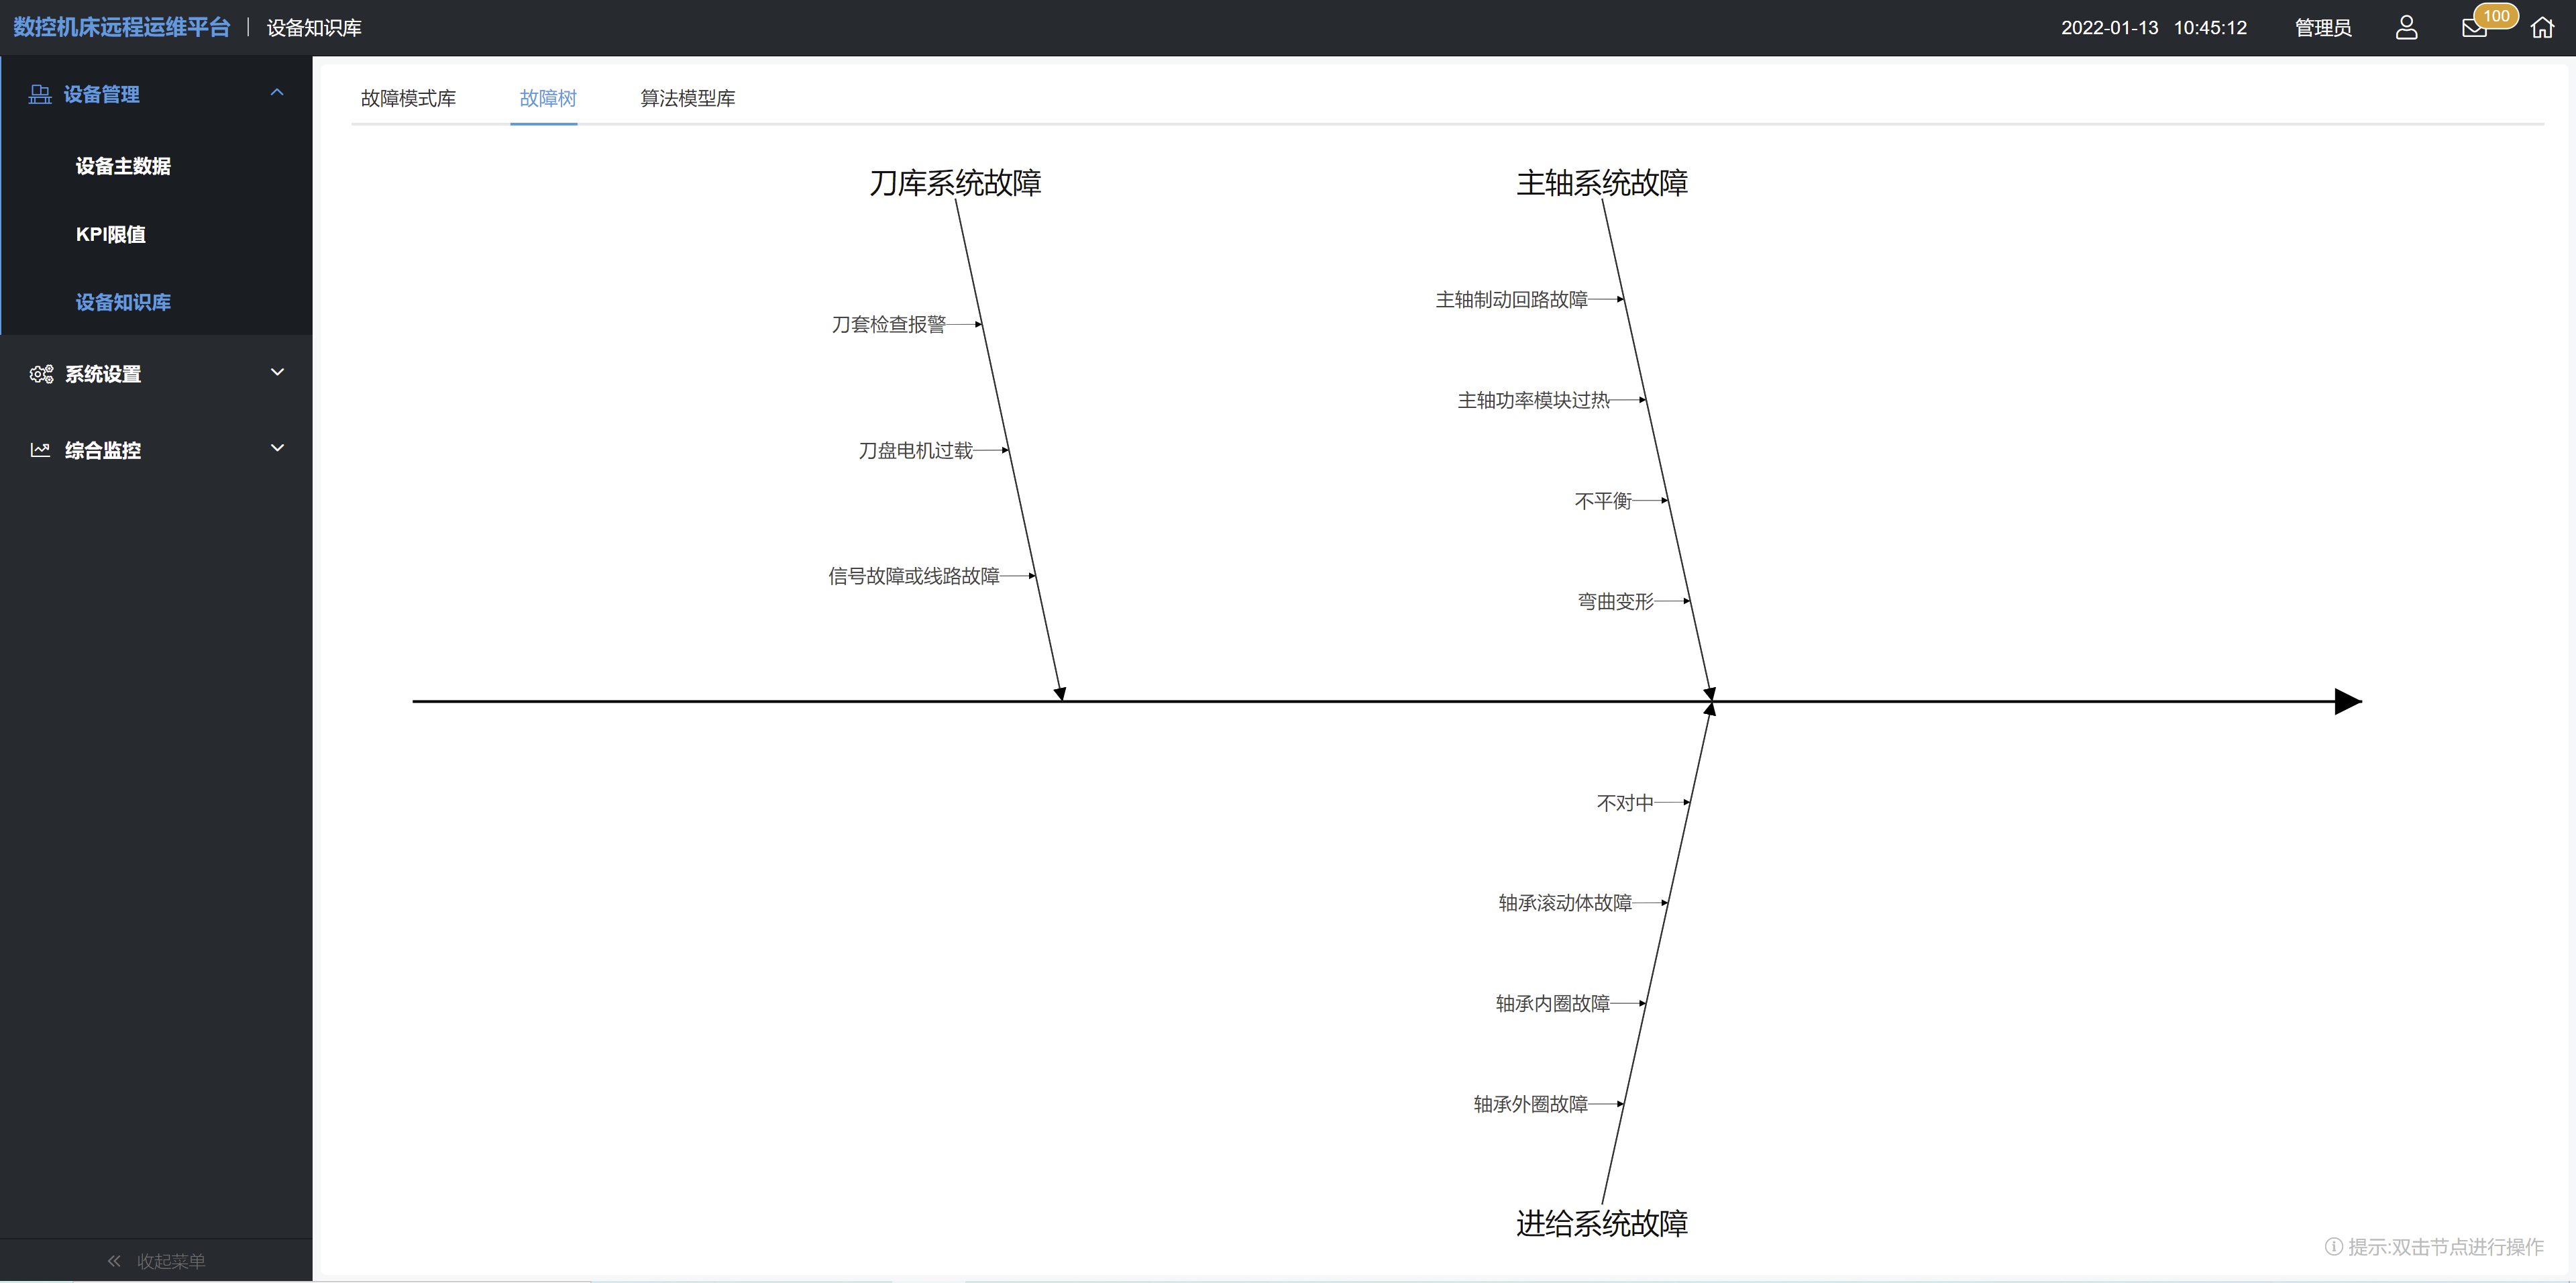 数控机床远程运维平台 | 设备知识库
2022-01-13 10:45:12 管理员 100
设备管理
设备主数据
KPI限值
设备知识库
系统设置
综合监控
收起菜单
故障模式库 故障树 算法模型库
刀库系统故障
刀套检查报警
刀盘电机过载
信号故障或线路故障
主轴系统故障
主轴制动回路故障
主轴功率模块过热
不平衡
弯曲变形
不对中
轴承滚动体故障
轴承内圈故障
轴承外圈故障
进给系统故障
提示:双击节点进行操作